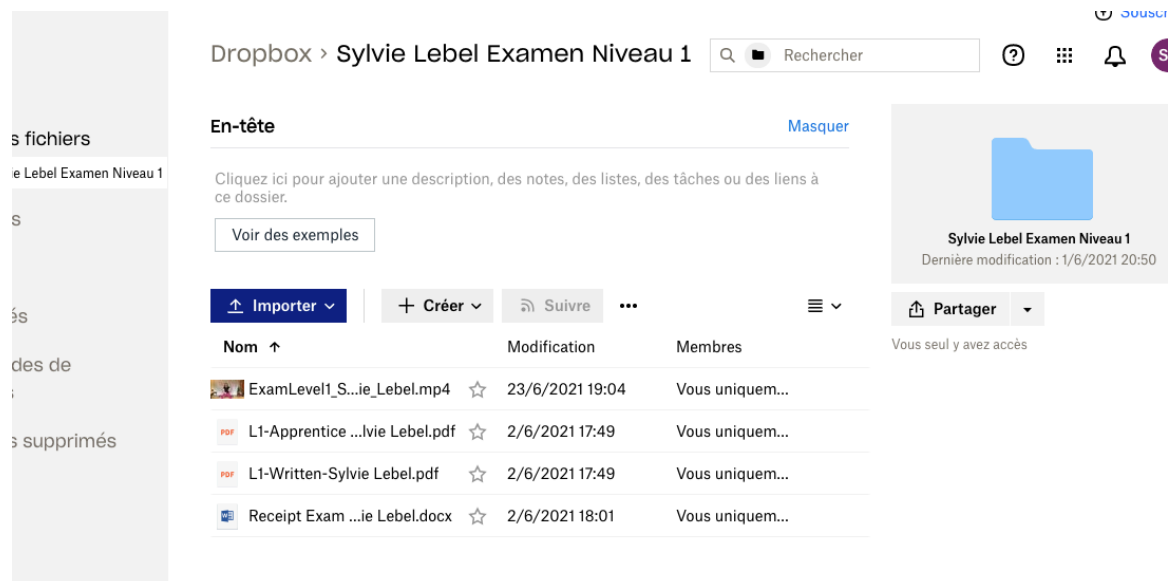 Souscr
Dropbox › Sylvie Lebel Examen Niveau 1
Rechercher
S
s fichiers
ie Lebel Examen Niveau 1
s
és
des de
s supprimés
En-tête
Masquer
Cliquez ici pour ajouter une description, des notes, des listes, des tâches ou des liens à
ce dossier.
Voir des exemples
Importer
Créer
Suivre
Nom ↑
Modification
Membres
ExamLevel1_S...ie_Lebel.mp4
23/6/2021 19:04
Vous uniquem...
L1-Apprentice ...lvie Lebel.pdf
2/6/2021 17:49
Vous uniquem...
L1-Written-Sylvie Lebel.pdf
2/6/2021 17:49
Vous uniquem...
Receipt Exam ...ie Lebel.docx
2/6/2021 18:01
Vous uniquem...
Sylvie Lebel Examen Niveau 1
Dernière modification : 1/6/2021 20:50
Partager
Vous seul y avez accès